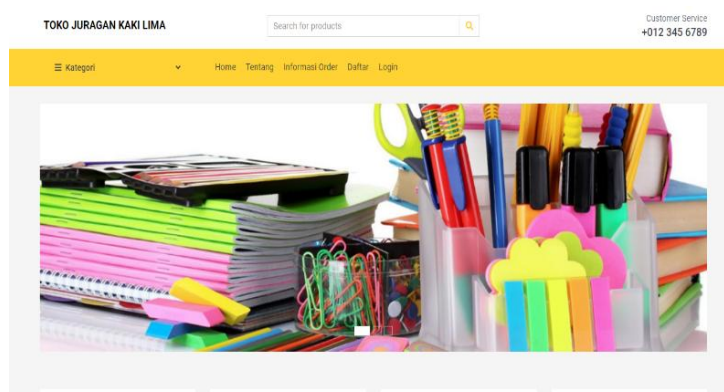 TOKO JURAGAN KAKI LIMA
Search for products
Customer Service
+012 345 6789
Kategori
Home Tentang Informasi Order Daftar Login